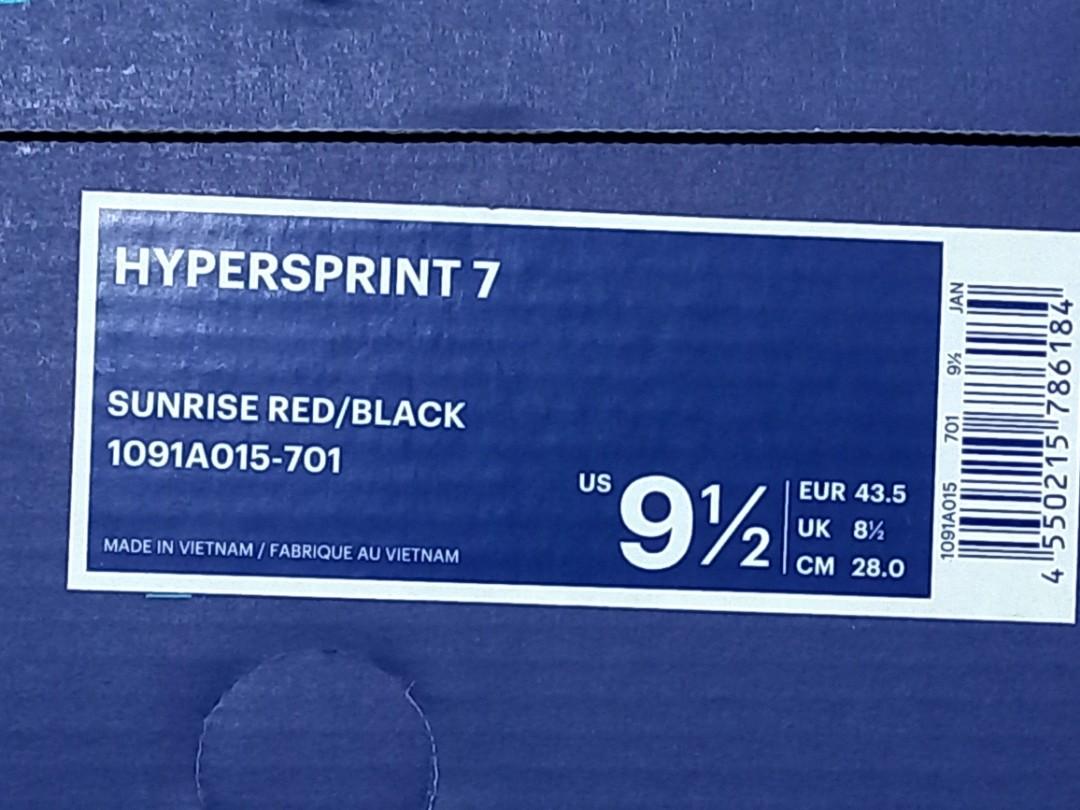 HYPERSPRINT 7
SUNRISE RED/BLACK
1091A015-701
MADE IN VIETNAM / FABRIQUE AU VIETNAM
US 9½
EUR 43.5
UK 8½
CM 28.0
1091A015 701 9½ JAN
4 550215 786184